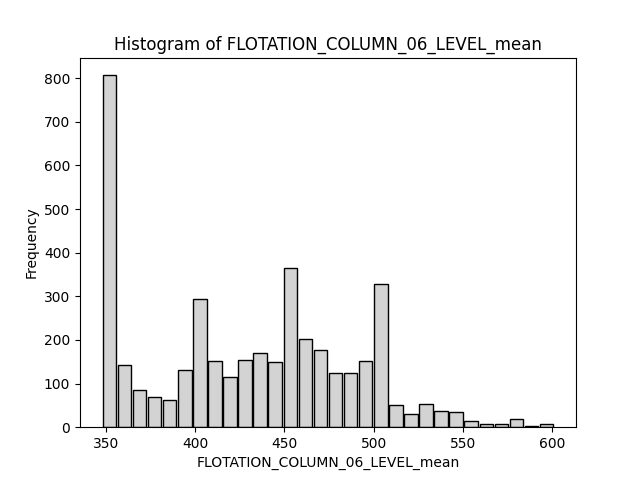 Histogram of FLOTATION_COLUMN_06_LEVEL_mean
800
700
600
500
400
300
200
100
0
Frequency
350 400 450 500 550 600
FLOTATION_COLUMN_06_LEVEL_mean